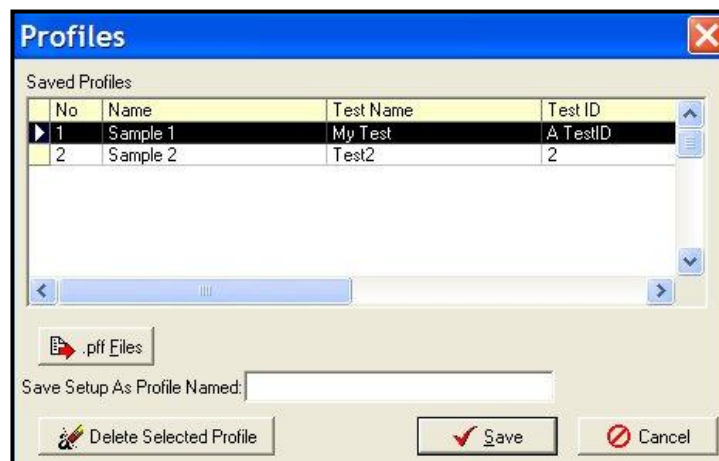 Profiles
Saved Profiles
No Name Test Name Test ID
1 Sample 1 My Test A TestID
2 Sample 2 Test2 2
.pff Files
Save Setup As Profile Named:
Delete Selected Profile Save Cancel